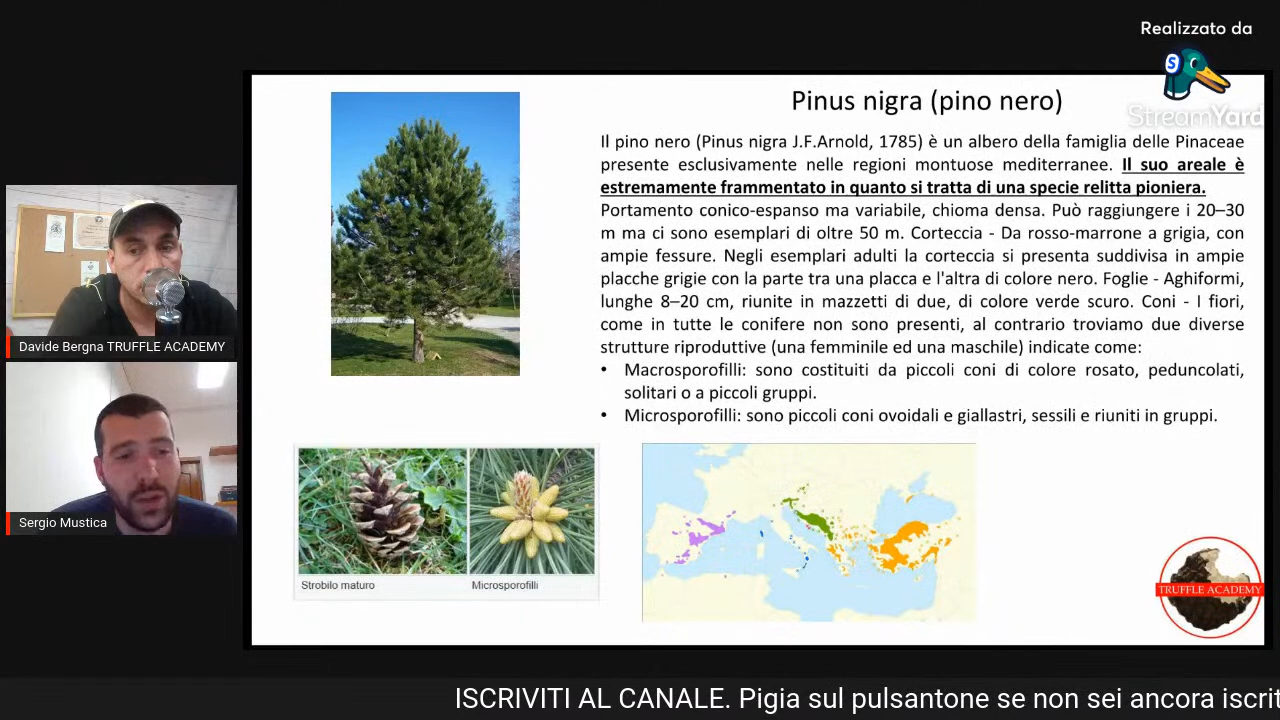 Realizzato da
S
StreamYard
Pinus nigra (pino nero)
Il pino nero (Pinus nigra J.F.Arnold, 1785) è un albero della famiglia delle Pinaceae
presente esclusivamente nelle regioni montuose mediterranee. Il suo areale è
estremamente frammentato in quanto si tratta di una specie relitta pioniera.
Portamento conico-espanso ma variabile, chioma densa. Può raggiungere i 20–30
m ma ci sono esemplari di oltre 50 m. Corteccia - Da rosso-marrone a grigia, con
ampie fessure. Negli esemplari adulti la corteccia si presenta suddivisa in ampie
placche grigie con la parte tra una placca e l'altra di colore nero. Foglie - Aghiformi,
lunghe 8–20 cm, riunite in mazzetti di due, di colore verde scuro. Coni - I fiori,
come in tutte le conifere non sono presenti, al contrario troviamo due diverse
strutture riproduttive (una femminile ed una maschile) indicate come:
• Macrosporofilli: sono costituiti da piccoli coni di colore rosato, peduncolati,
solitari o a piccoli gruppi.
• Microsporofilli: sono piccoli coni ovoidali e giallastri, sessili e riuniti in gruppi.
Davide Bergna TRUFFLE ACADEMY
Sergio Mustica
Strobilo maturo
Microsporofilli
TRUFFLE ACADEMY
ISCRIVITI AL CANALE. Pigia sul pulsantone se non sei ancora iscrit